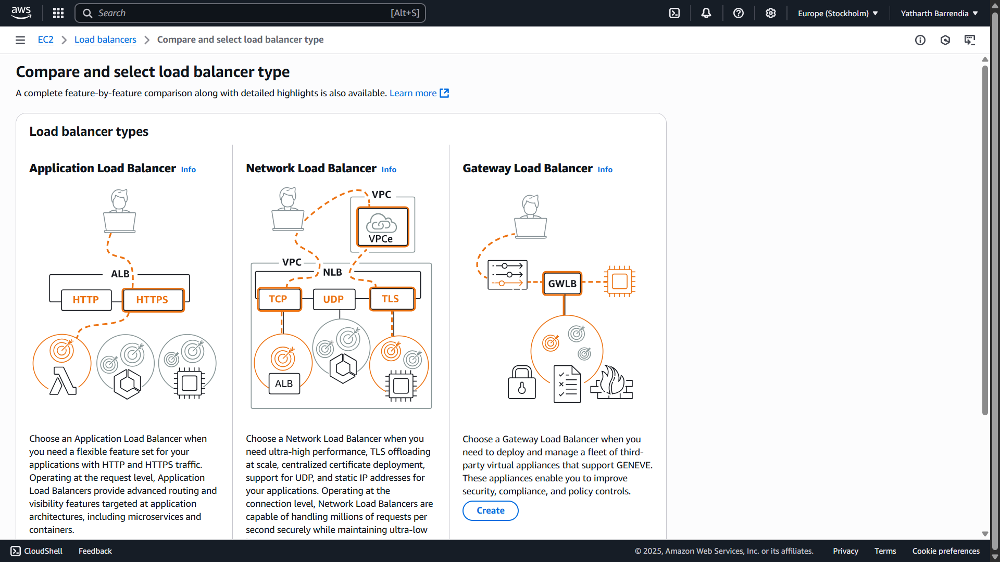 aws
Search
[Alt+S]
Europe (Stockholm)
Yatharth Barrendia
EC2
Load balancers
Compare and select load balancer type
Compare and select load balancer type
A complete feature-by-feature comparison along with detailed highlights is also available. Learn more
Load balancer types
Application Load Balancer Info
ALB
HTTP
HTTPS
Choose an Application Load Balancer when
you need a flexible feature set for your
applications with HTTP and HTTPS traffic.
Operating at the request level, Application
Load Balancers provide advanced routing and
visibility features targeted at application
architectures, including microservices and
containers.
Network Load Balancer Info
VPC
VPCe
VPC
NLB
TCP
UDP
TLS
ALB
Choose a Network Load Balancer when you
need ultra-high performance, TLS offloading
at scale, centralized certificate deployment,
support for UDP, and static IP addresses for
your applications. Operating at the
connection level, Network Load Balancers are
capable of handling millions of requests per
second securely while maintaining ultra-low
Gateway Load Balancer Info
GWLB
Choose a Gateway Load Balancer when you
need to deploy and manage a fleet of third-
party virtual appliances that support GENEVE.
These appliances enable you to improve
security, compliance, and policy controls.
Create
CloudShell
Feedback
© 2025, Amazon Web Services, Inc. or its affiliates.
Privacy
Terms
Cookie preferences